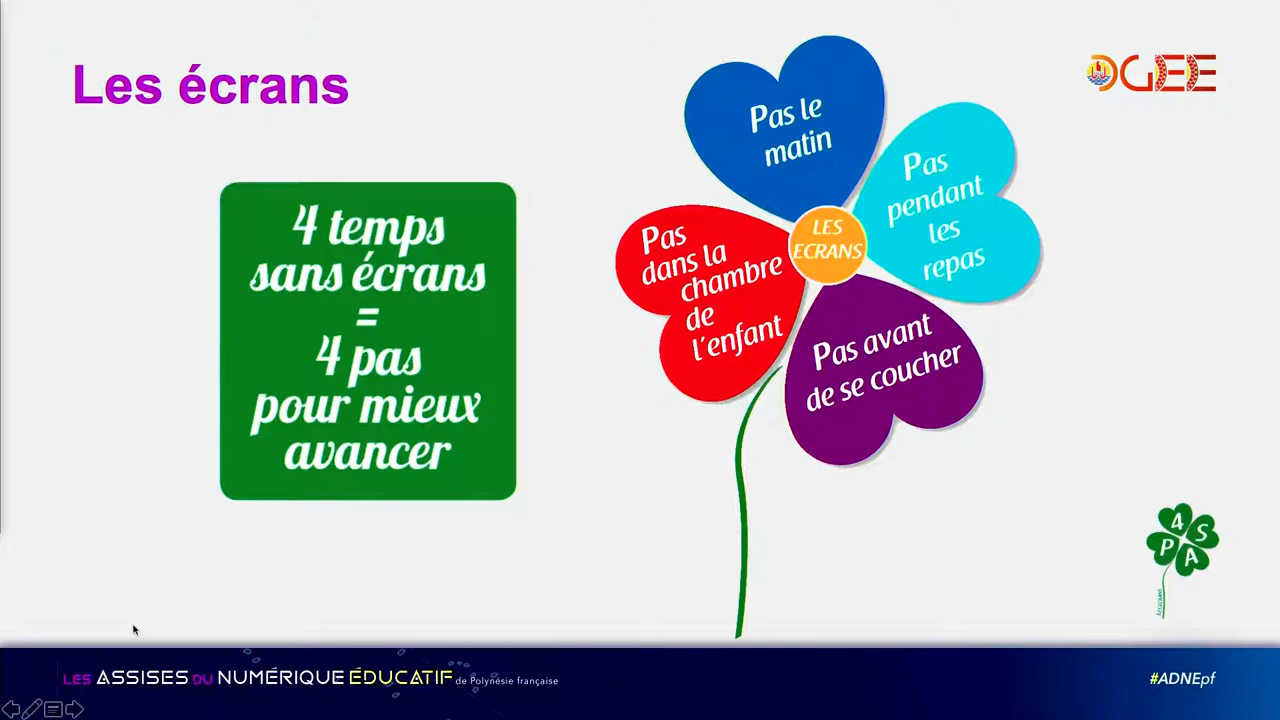 Les écrans
DGEE
4 temps
sans écrans
=
4 pas
pour mieux
avancer
Pas le
matin
Pas
pendant
les
repas
LES
ECRANS
Pas
dans la
chambre
de
l'enfant
Pas avant
de se coucher
4
P
A
S
LES ASSISES DU NUMÉRIQUE ÉDUCATIF de Polynésie française
#ADNEpf